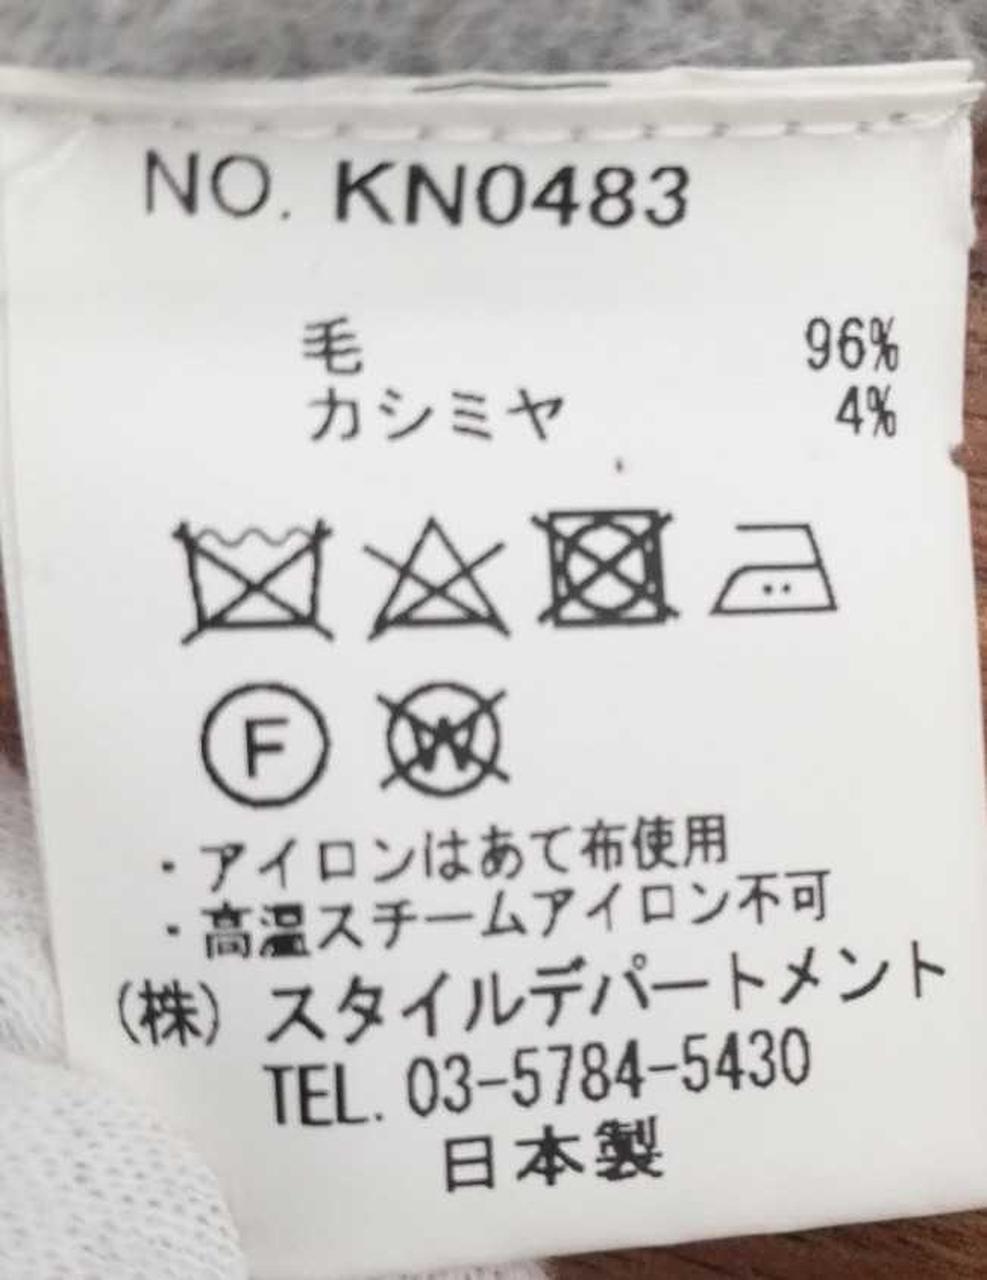 NO. KN0483
毛 96%
カシミヤ 4%
F W
・アイロンはあて布使用
・高温スチームアイロン不可
(株) スタイルデパートメント
TEL. 03-5784-5430
日本製